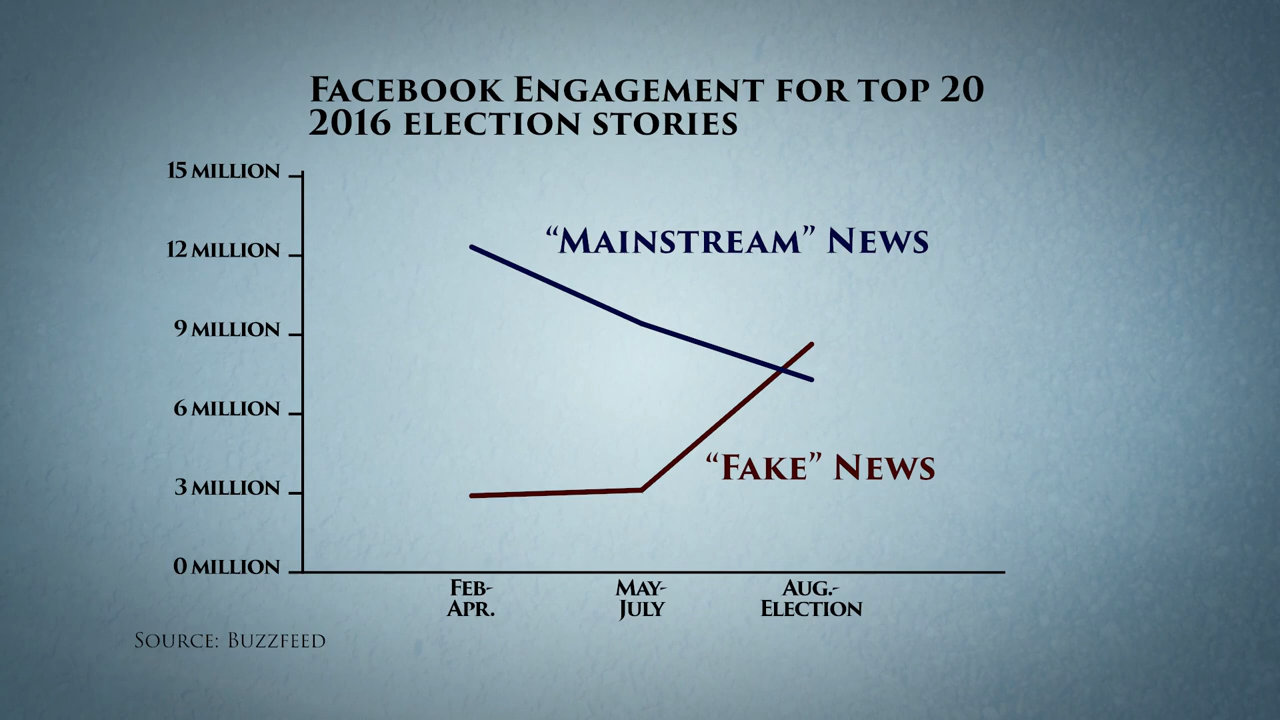 Facebook Engagement for top 20
2016 election stories
15 million
12 million
9 million
6 million
3 million
0 million
“Mainstream” News
“Fake” News
Feb-
Apr.
May-
July
Aug.-
Election
Source: Buzzfeed